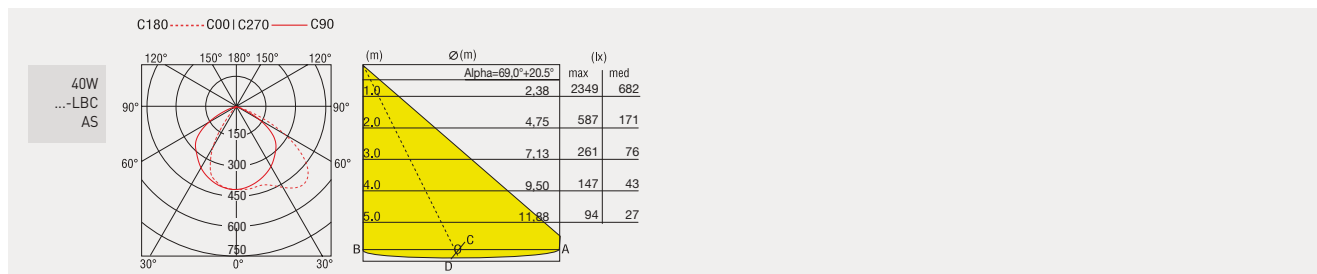 C180 C00 | C270 C90
40W
...-LBC
AS
120° 150° 180° 150° 120°
90° 90°
150
60° 300 60°
450
600
750
30° 0° 30°
(m) Ø(m) (lx)
Alpha=69,0°+20.5° max med
1.0 2,38 2349 682
2,0 4,75 587 171
3.0 7,13 261 76
4.0 9,50 147 43
5.0 11,88 94 27
B C A
D